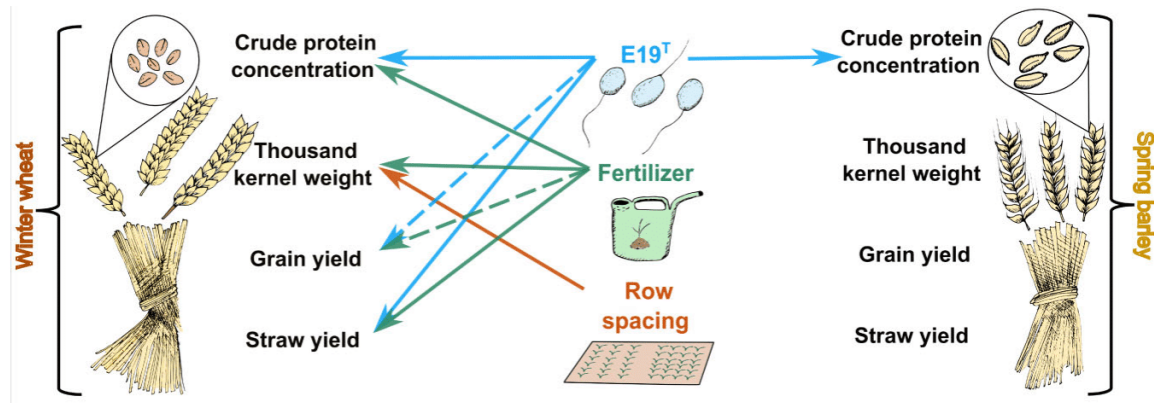 Winter wheat
Crude protein
concentration
Thousand
kernel weight
Grain yield
Straw yield
E19ᵀ
Fertilizer
Row
spacing
Crude protein
concentration
Thousand
kernel weight
Grain yield
Straw yield
Spring barley